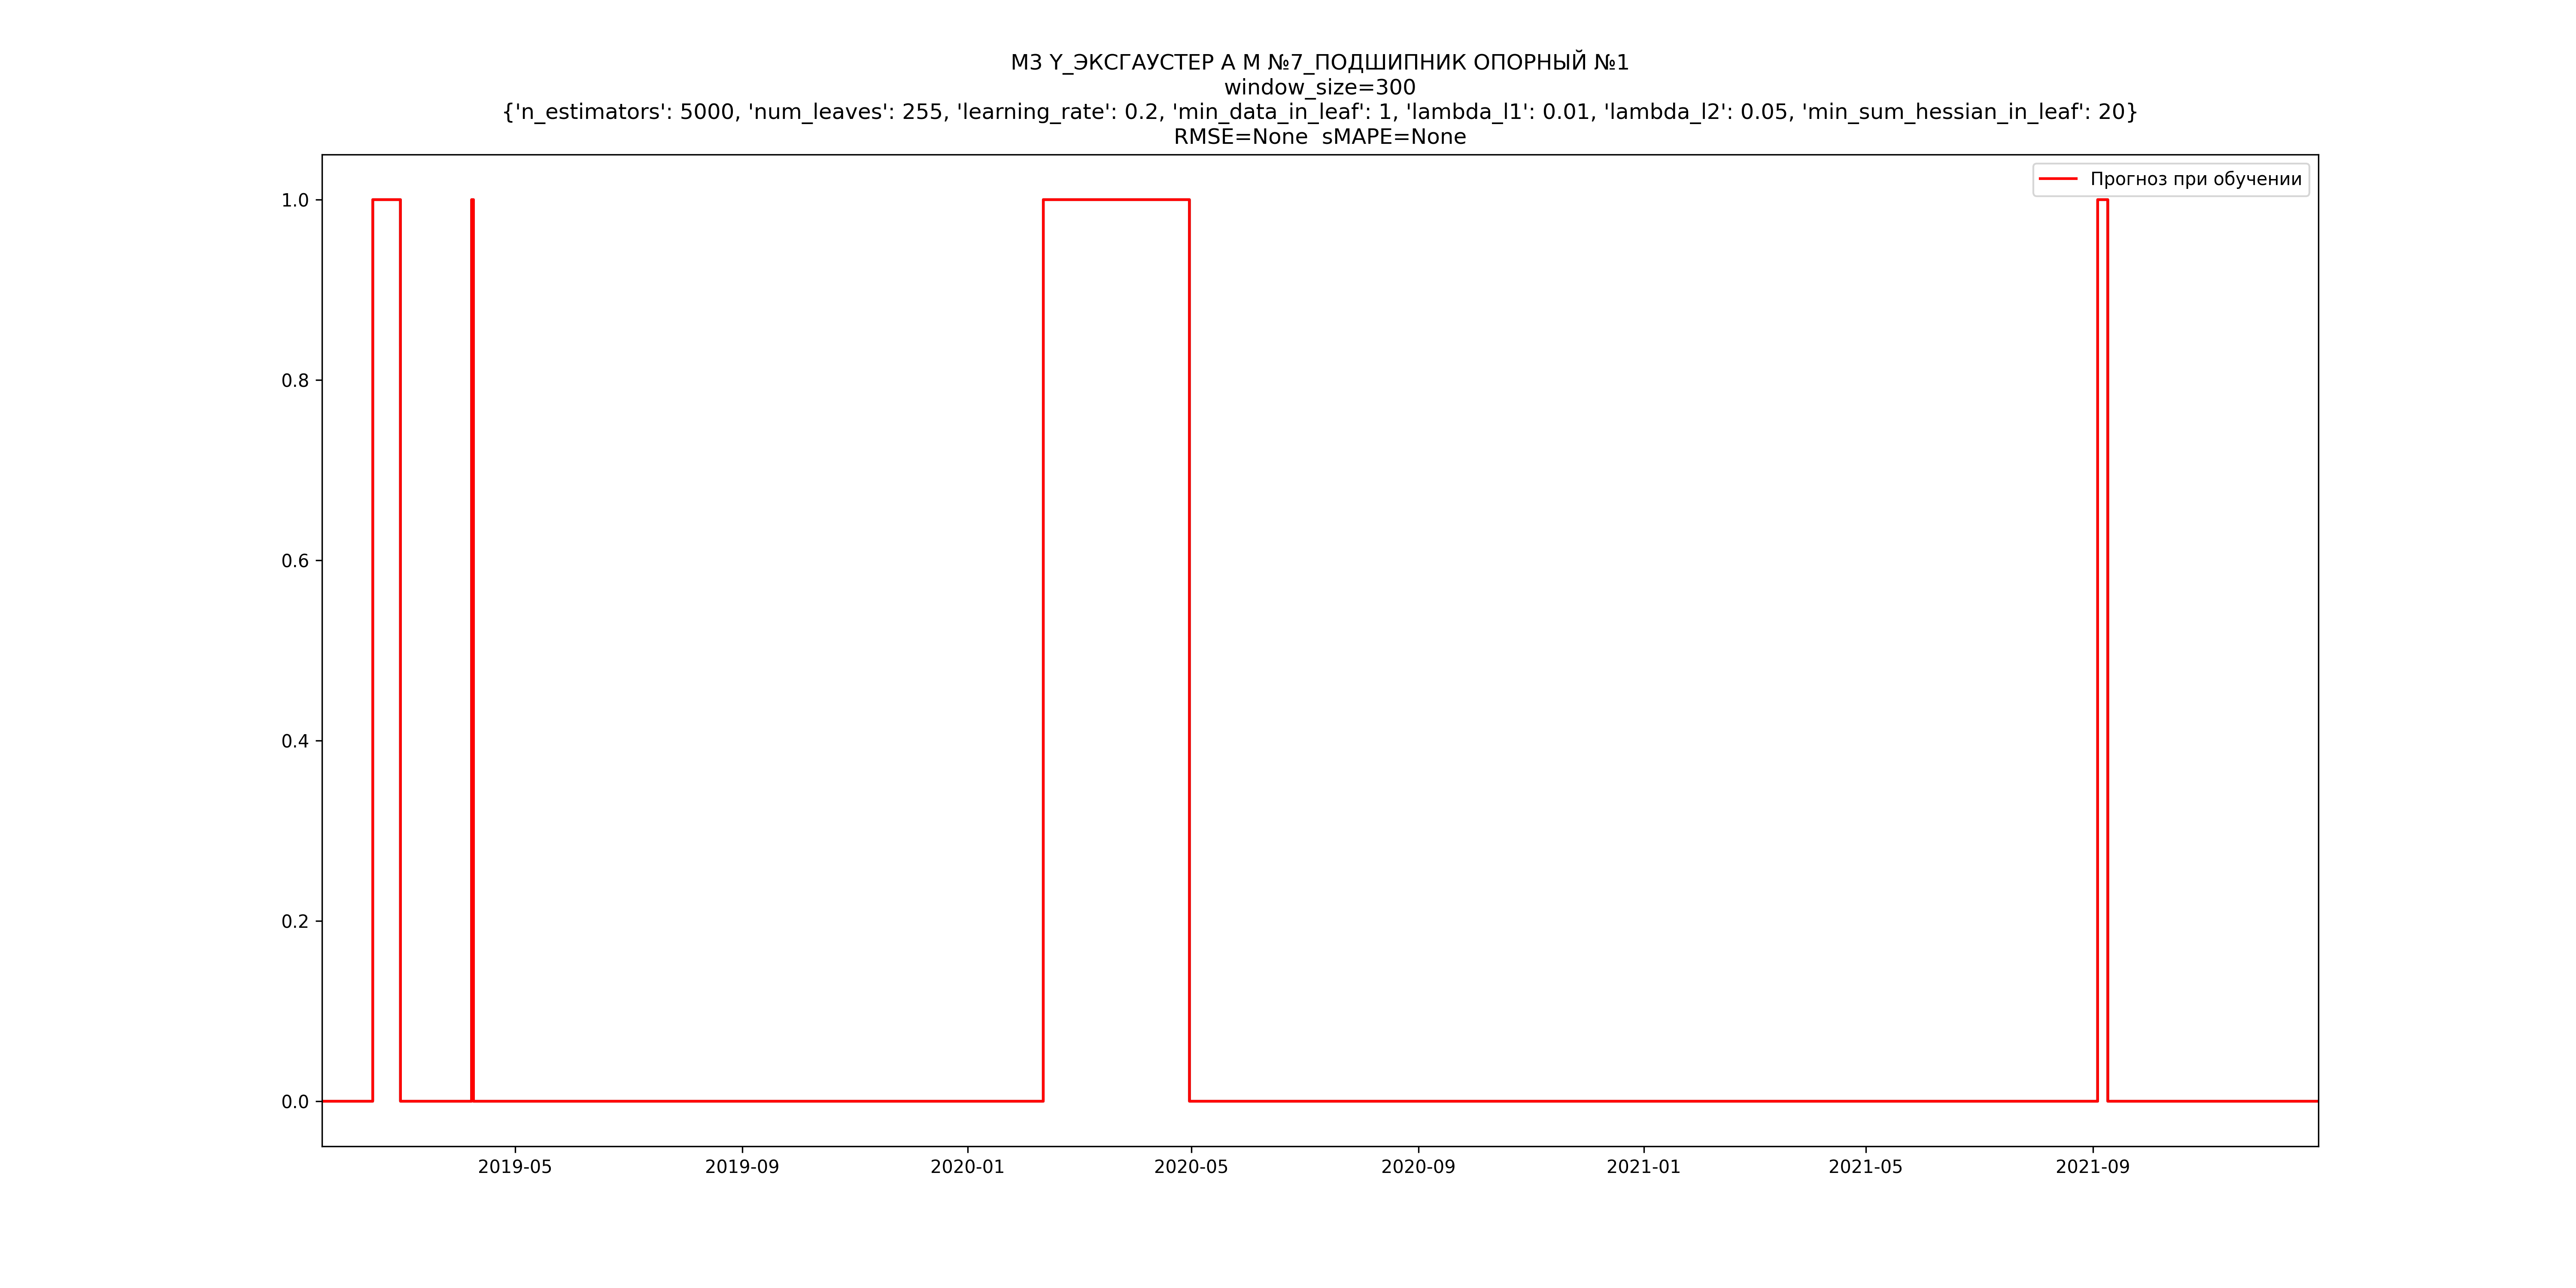 М3 Y_ЭКСГАУСТЕР А М №7_ПОДШИПНИК ОПОРНЫЙ №1
window_size=300
{'n_estimators': 5000, 'num_leaves': 255, 'learning_rate': 0.2, 'min_data_in_leaf': 1, 'lambda_l1': 0.01, 'lambda_l2': 0.05, 'min_sum_hessian_in_leaf': 20}
RMSE=None  sMAPE=None
Прогноз при обучении
1.0
0.8
0.6
0.4
0.2
0.0
2019-05
2019-09
2020-01
2020-05
2020-09
2021-01
2021-05
2021-09